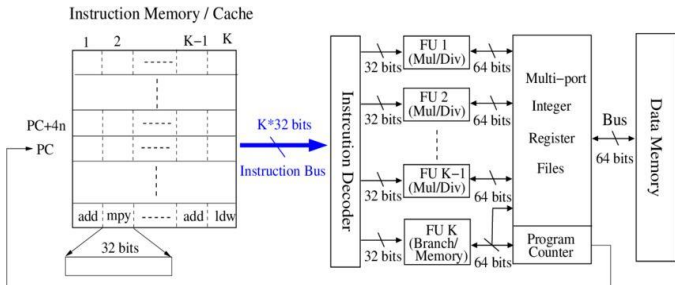 Instruction Memory / Cache
1 2 K−1 K
PC+4n
PC
add mpy add ldw
32 bits
K*32 bits
Instruction Bus
Instrcution Decoder
32 bits
FU 1
(Mul/Div)
64 bits
32 bits
FU 2
(Mul/Div)
64 bits
32 bits
FU K−1
(Mul/Div)
64 bits
32 bits
FU K
(Branch/
Memory)
64 bits
Multi−port
Integer
Register
Files
Program
Counter
Bus
64 bits
Data Memory